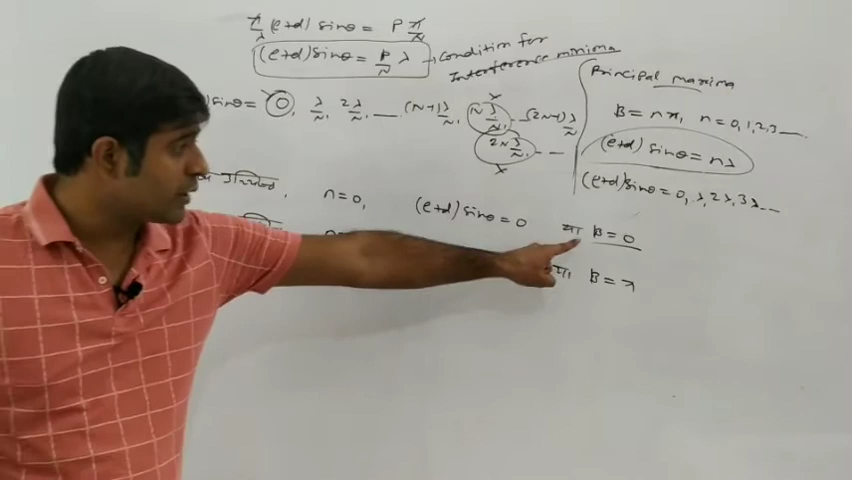 π/λ (e+d) sinθ = P π/N
(e+d) sinθ = P/N λ → Condition for Interference minima
) sinθ = 0, λ/N, 2λ/N, —— (N+1)λ/N, Nλ/N, — (2N-1)λ/N
2Nλ/N, ---
Principal maxima
B = nπ, n = 0, 1, 2, 3 ----
(e+d) sinθ = nλ
(e+d) sinθ = 0, λ, 2λ, 3λ ---
n = 0, (e+d) sinθ = 0 या B = 0
या B = π